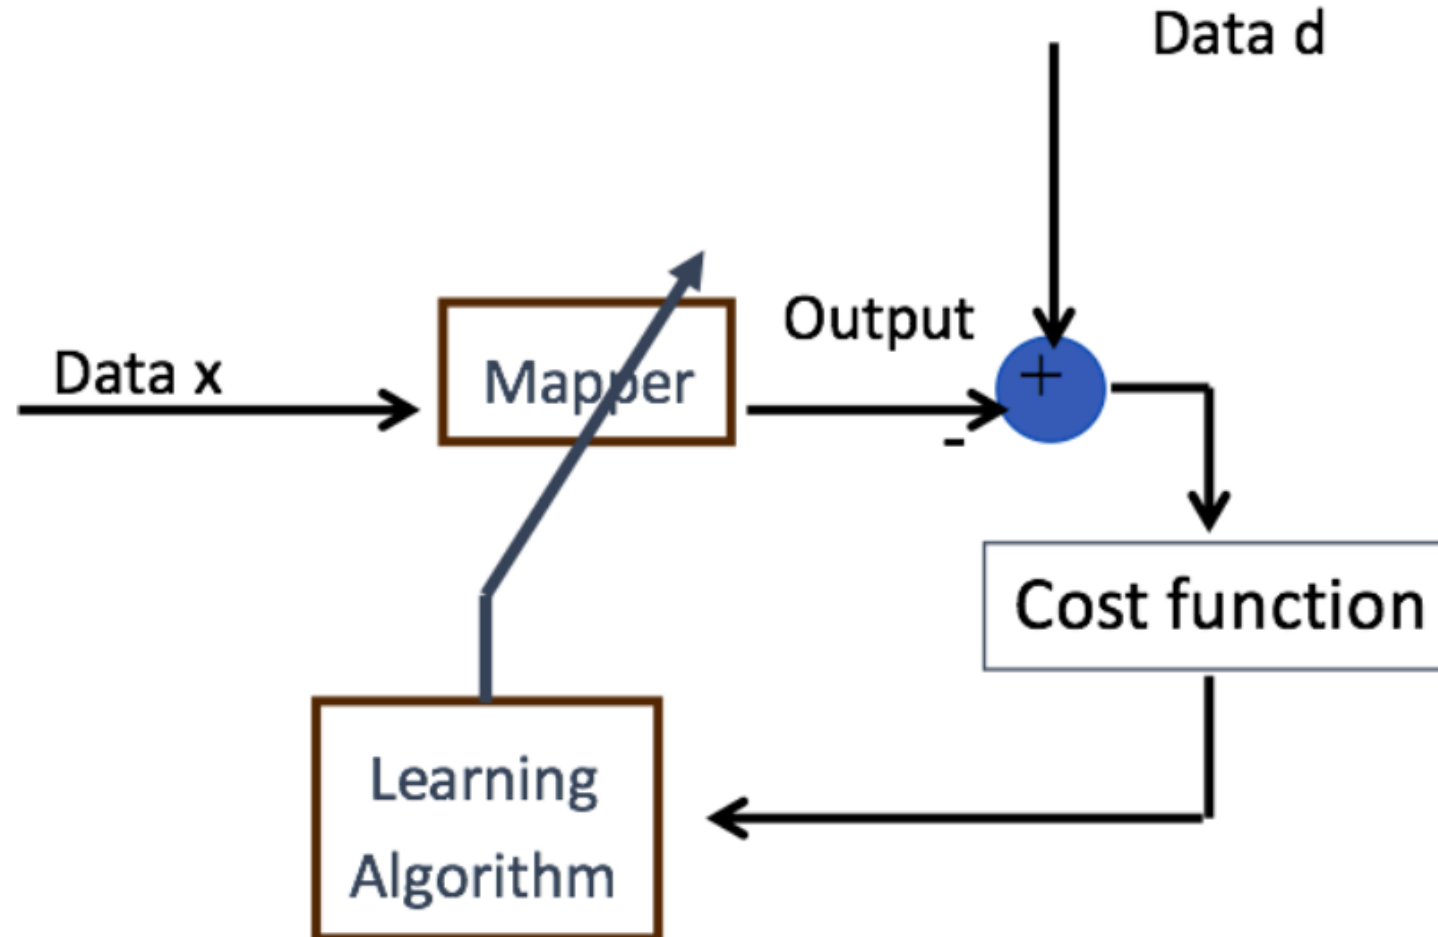 Data d
Output
Data x
Mapper
+
-
Cost function
Learning
Algorithm